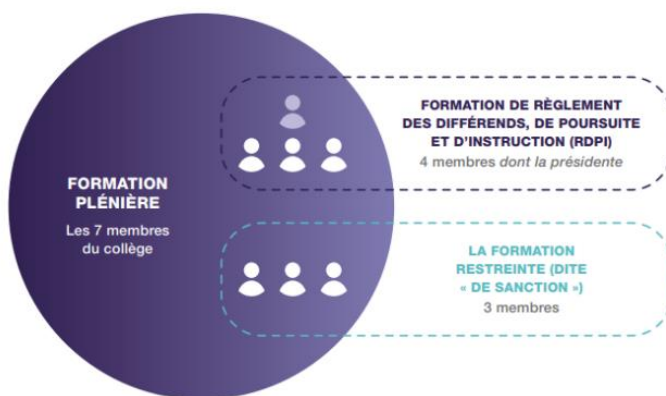 FORMATION
PLÉNIÈRE
Les 7 membres
du collège
FORMATION DE RÈGLEMENT
DES DIFFÉRENDS, DE POURSUITE
ET D'INSTRUCTION (RDPI)
4 membres dont la présidente
LA FORMATION
RESTREINTE (DITE
« DE SANCTION »)
3 membres